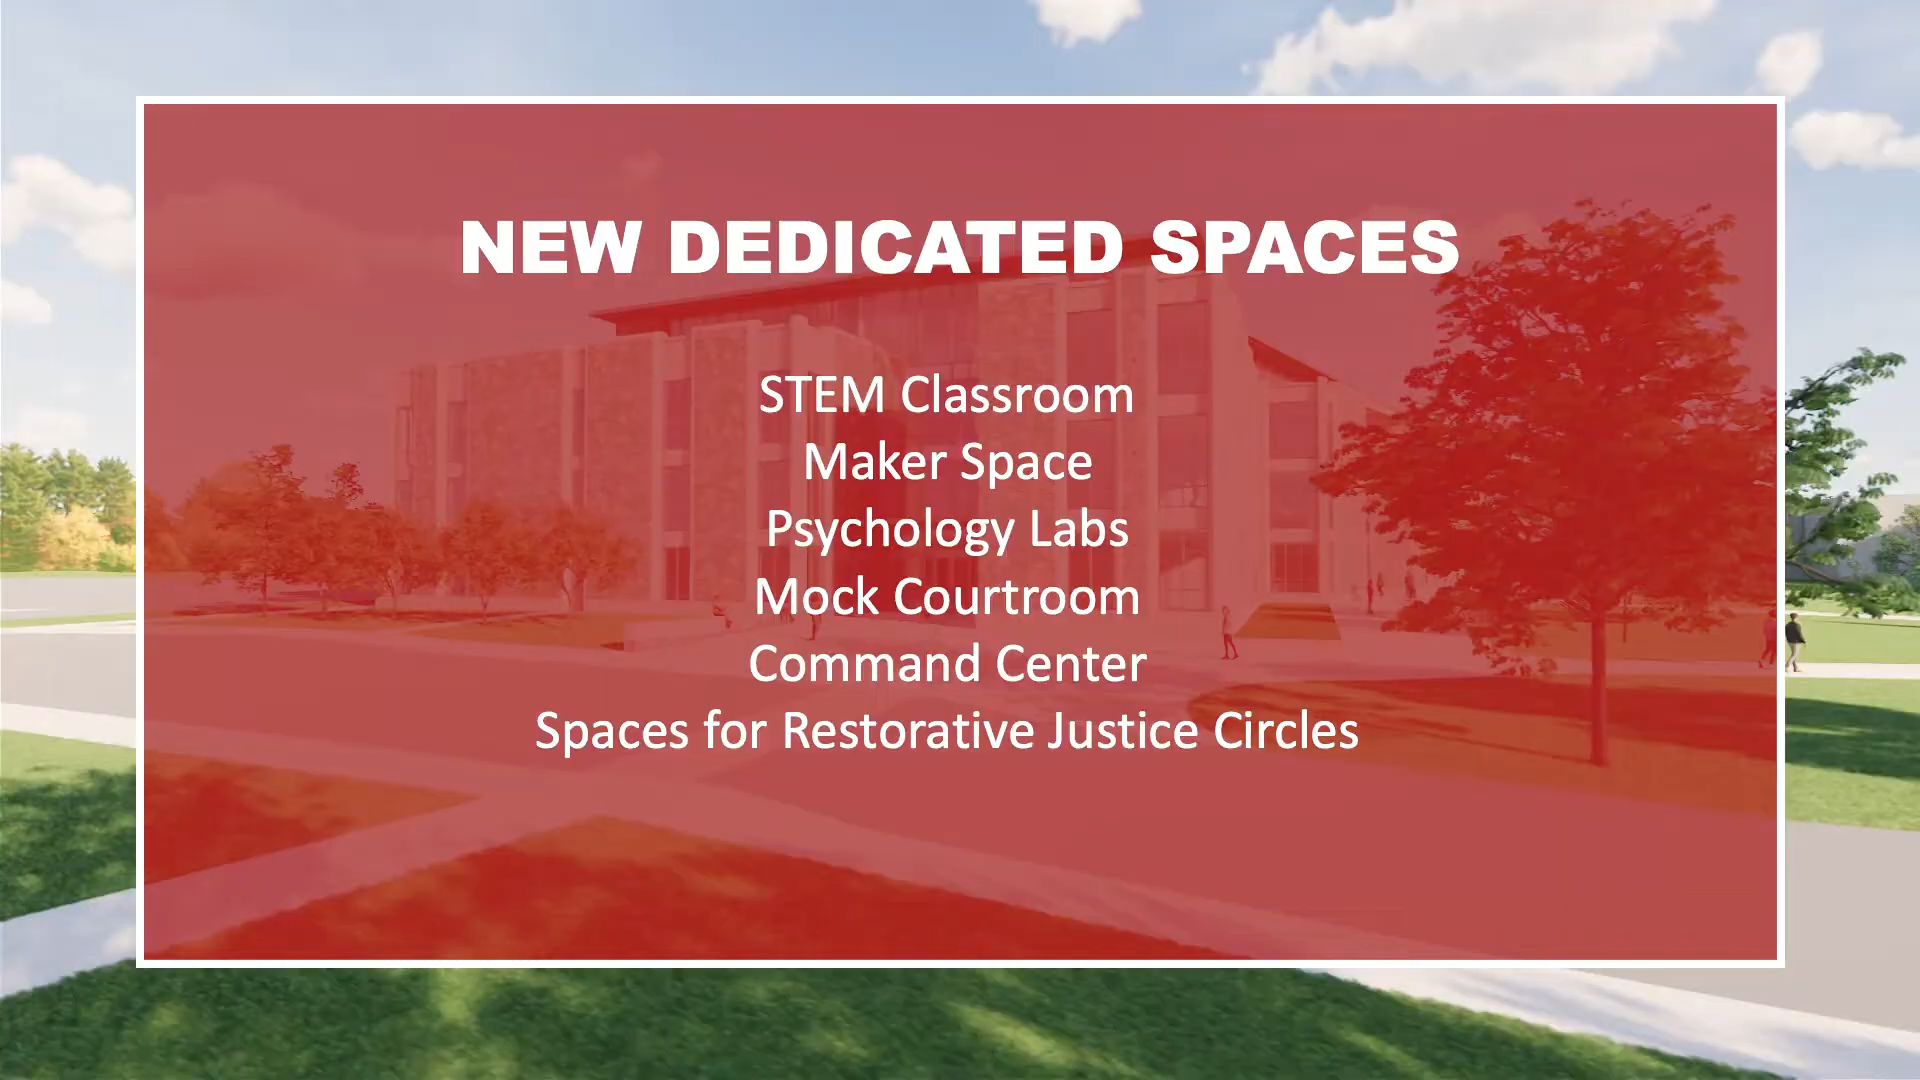 NEW DEDICATED SPACES
STEM Classroom
Maker Space
Psychology Labs
Mock Courtroom
Command Center
Spaces for Restorative Justice Circles